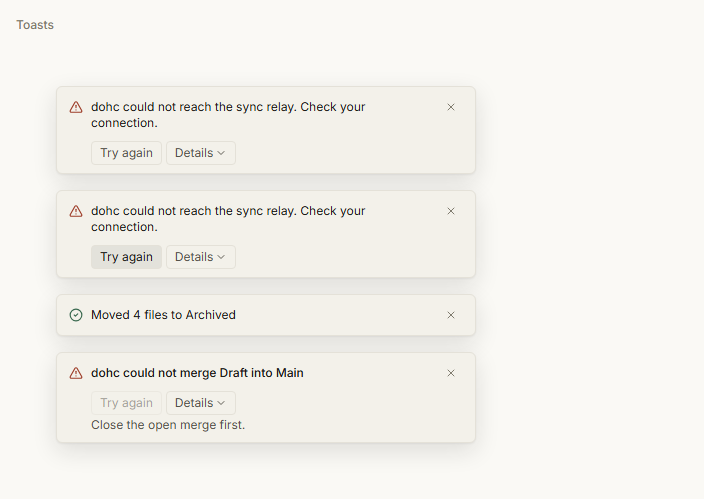 Toasts
dohc could not reach the sync relay. Check your
connection.
Try again Details
dohc could not reach the sync relay. Check your
connection.
Try again Details
Moved 4 files to Archived
dohc could not merge Draft into Main
Try again Details
Close the open merge first.